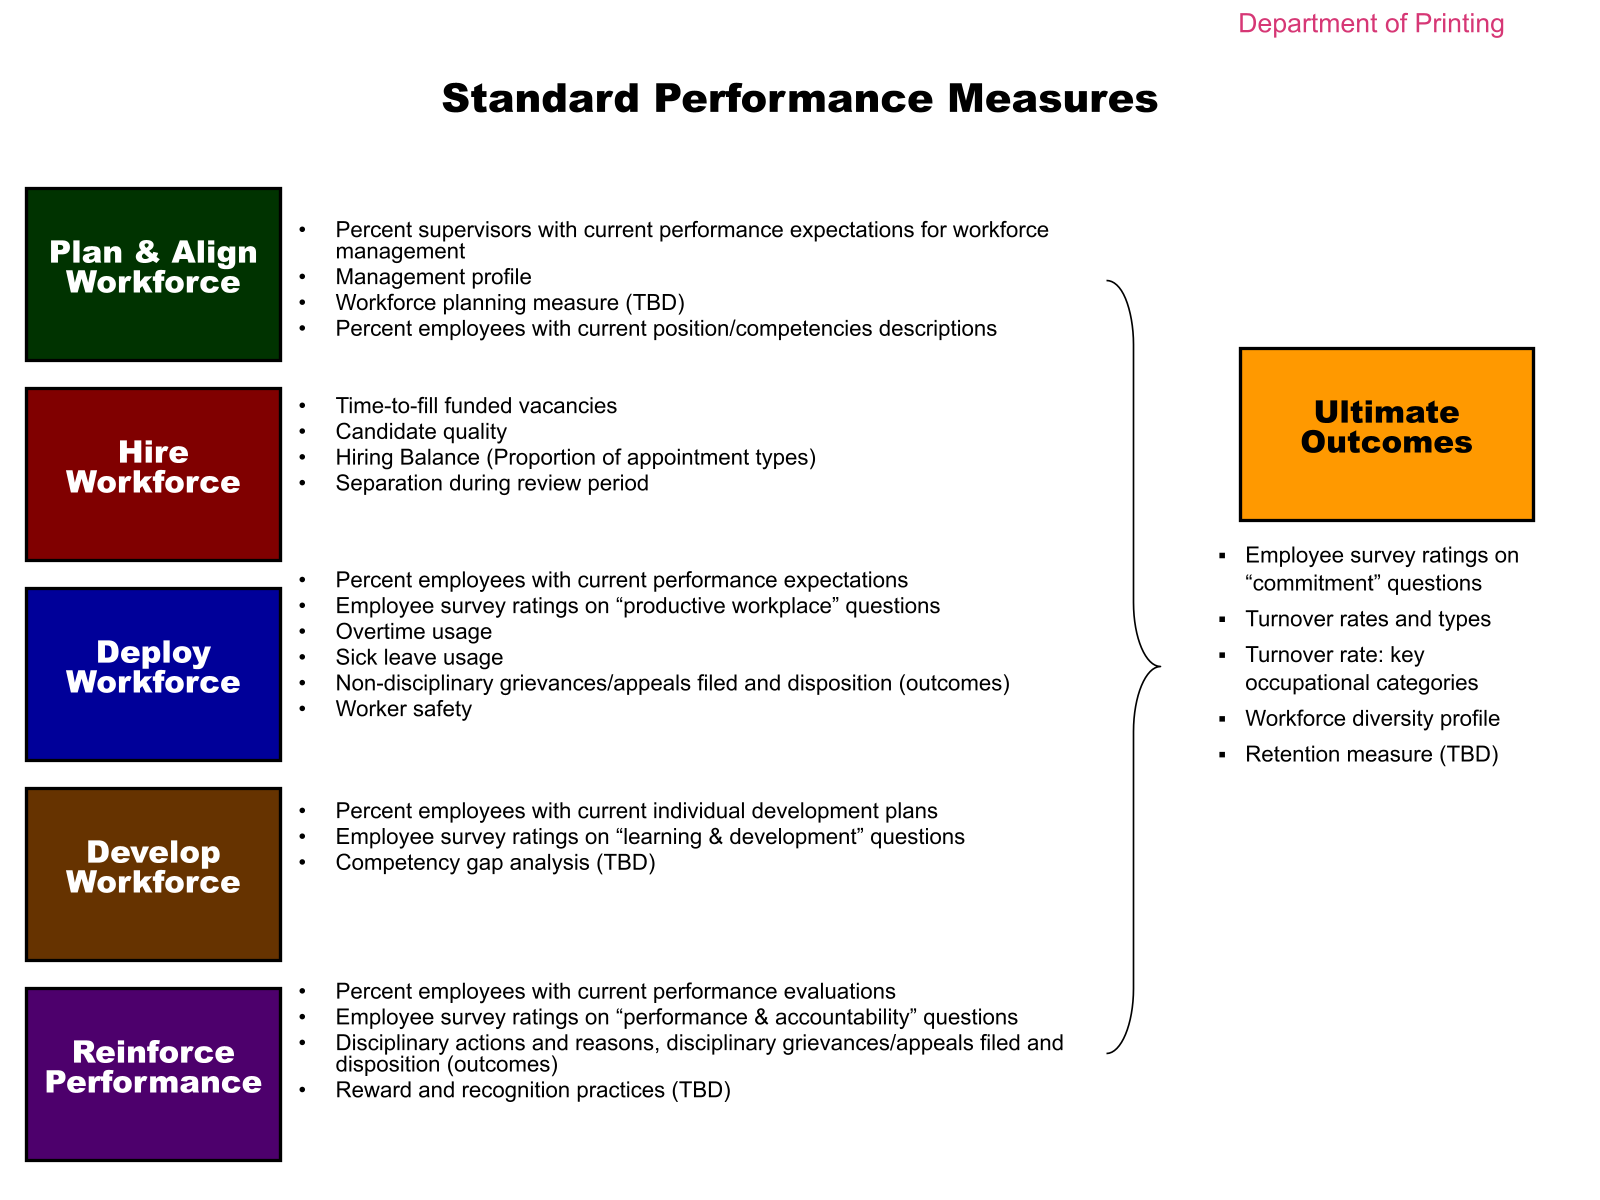 Department of Printing
Standard Performance Measures
Plan & Align
Workforce
• Percent supervisors with current performance expectations for workforce
management
• Management profile
• Workforce planning measure (TBD)
• Percent employees with current position/competencies descriptions
Hire
Workforce
• Time-to-fill funded vacancies
• Candidate quality
• Hiring Balance (Proportion of appointment types)
• Separation during review period
Deploy
Workforce
• Percent employees with current performance expectations
• Employee survey ratings on “productive workplace” questions
• Overtime usage
• Sick leave usage
• Non-disciplinary grievances/appeals filed and disposition (outcomes)
• Worker safety
Develop
Workforce
• Percent employees with current individual development plans
• Employee survey ratings on “learning & development” questions
• Competency gap analysis (TBD)
Reinforce
Performance
• Percent employees with current performance evaluations
• Employee survey ratings on “performance & accountability” questions
• Disciplinary actions and reasons, disciplinary grievances/appeals filed and
disposition (outcomes)
• Reward and recognition practices (TBD)
Ultimate
Outcomes
▪ Employee survey ratings on
“commitment” questions
▪ Turnover rates and types
▪ Turnover rate: key
occupational categories
▪ Workforce diversity profile
▪ Retention measure (TBD)